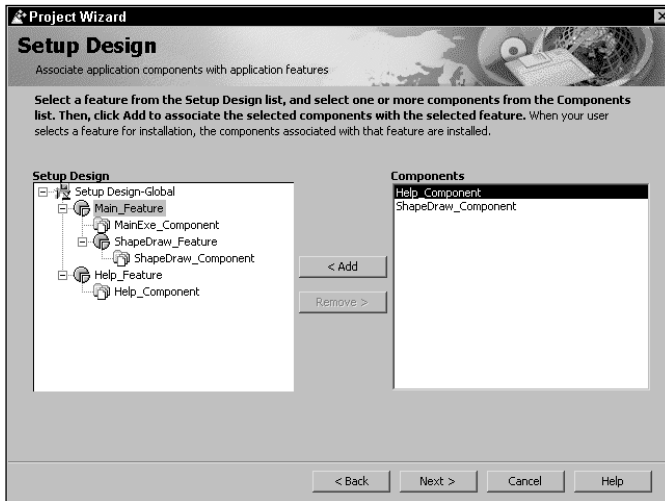 Project Wizard
Setup Design
Associate application components with application features
Select a feature from the Setup Design list, and select one or more components from the Components
list. Then, click Add to associate the selected components with the selected feature. When your user
selects a feature for installation, the components associated with that feature are installed.
Setup Design
Setup Design-Global
Main_Feature
MainExe_Component
ShapeDraw_Feature
ShapeDraw_Component
Help_Feature
Help_Component
< Add
Remove >
Components
Help_Component
ShapeDraw_Component
< Back
Next >
Cancel
Help